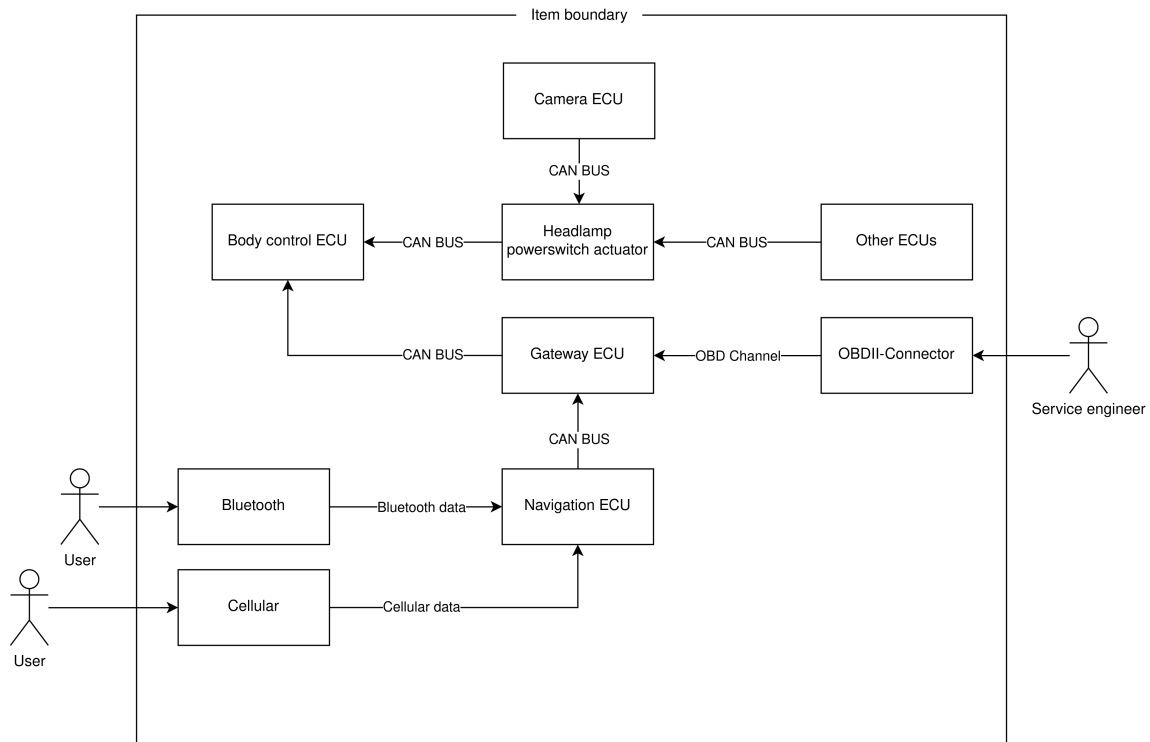 Item boundary
Camera ECU
CAN BUS
Body control ECU
CAN BUS
Headlamp
powerswitch actuator
CAN BUS
Other ECUs
CAN BUS
Gateway ECU
OBD Channel
OBDII-Connector
Service engineer
CAN BUS
Bluetooth
Bluetooth data
Navigation ECU
User
Cellular
Cellular data
User